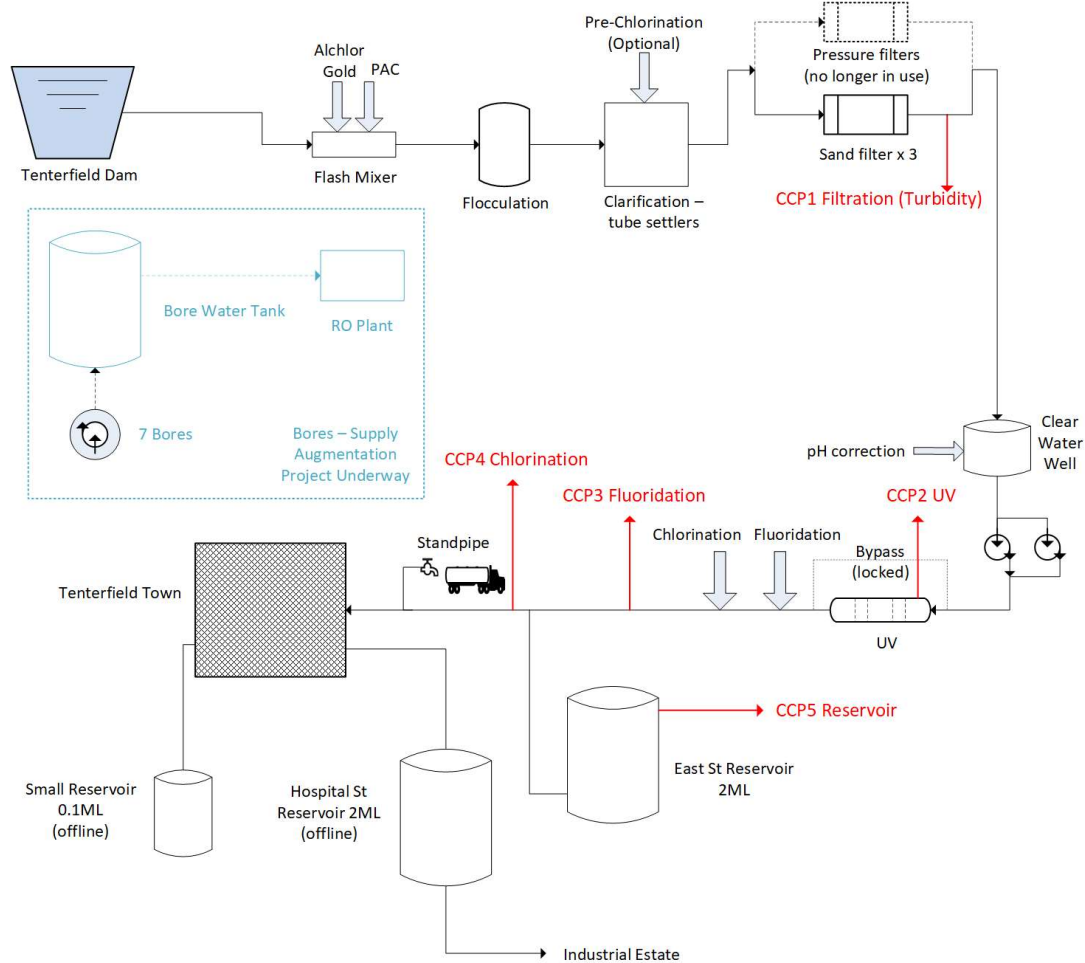 Pre-Chlorination
(Optional)
Alchlor
Gold
PAC
Pressure filters
(no longer in use)
Tenterfield Dam
Flash Mixer
Flocculation
Clarification –
tube settlers
Sand filter x 3
CCP1 Filtration (Turbidity)
Bore Water Tank
RO Plant
7 Bores
Bores – Supply
Augmentation
Project Underway
Clear
Water
Well
pH correction
CCP4 Chlorination
CCP3 Fluoridation
CCP2 UV
Chlorination
Fluoridation
Bypass
(locked)
Standpipe
UV
Tenterfield Town
CCP5 Reservoir
East St Reservoir
2ML
Small Reservoir
0.1ML
(offline)
Hospital St
Reservoir 2ML
(offline)
Industrial Estate